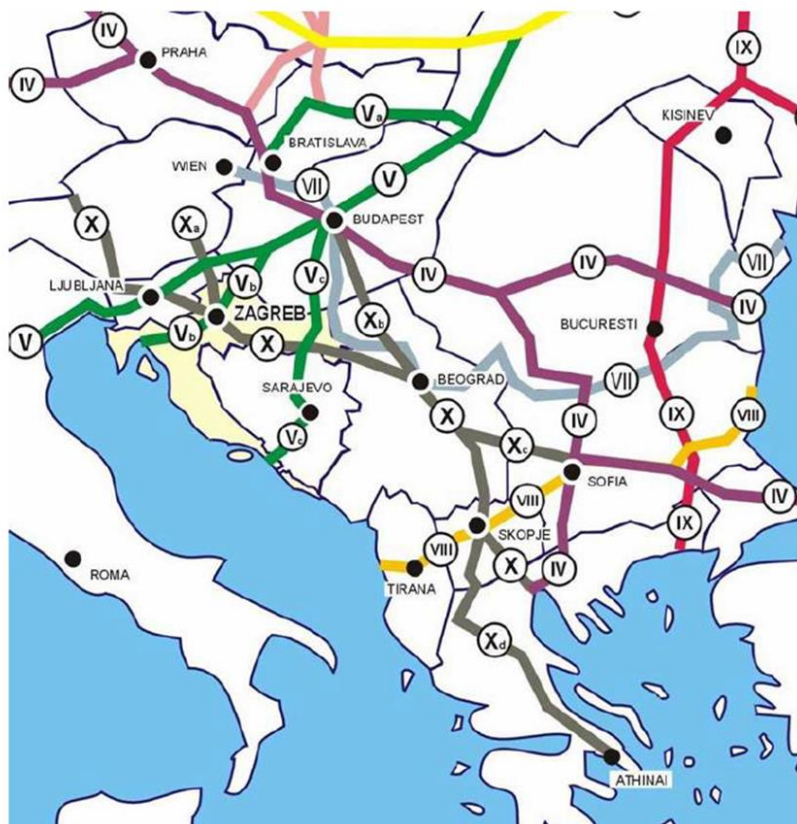 IV
PRAHA
IX
IV
KISINEV
Va
BRATISLAVA
WIEN
VII
V
X
Xa
BUDAPEST
VII
IV
IV
LJUBLJANA
Vb
Vc
ZAGREB
IV
Xb
BUCURESTI
V
Vb
X
BEOGRAD
VII
SARAJEVO
X
IV
IX
VIII
Vc
Xc
SOFIA
IV
VIII
SKOPJE
IX
VIII
ROMA
TIRANA
X
IV
Xd
ATHINAI